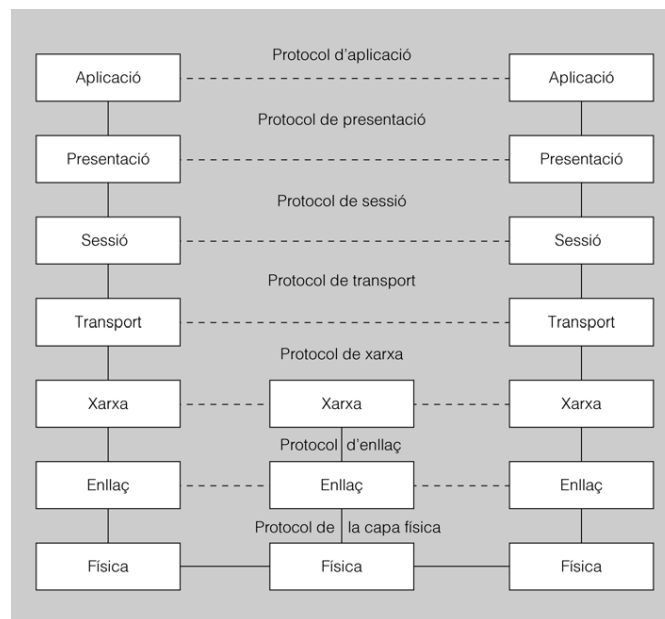 Protocol d'aplicació
Aplicació Aplicació
Protocol de presentació
Presentació Presentació
Protocol de sessió
Sessió Sessió
Protocol de transport
Transport Transport
Protocol de xarxa
Xarxa Xarxa Xarxa
Protocol d'enllaç
Enllaç Enllaç Enllaç
Protocol de la capa física
Física Física Física